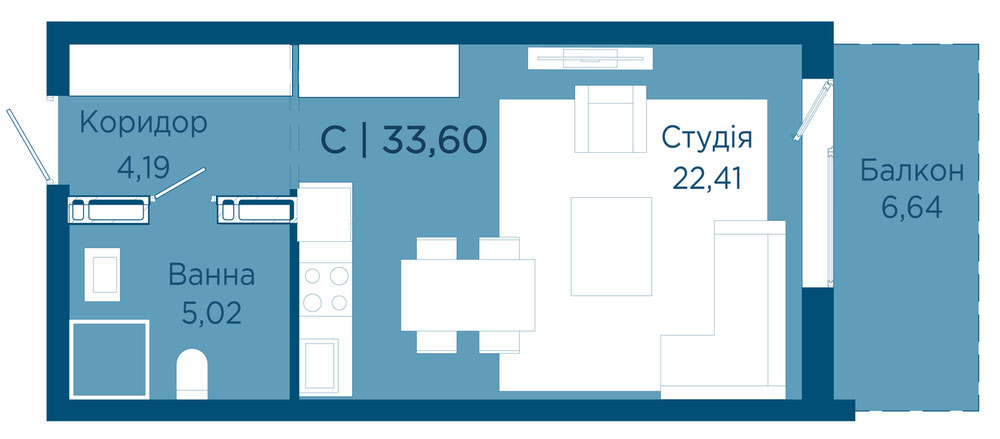 Коридор
4,19
С | 33,60
Студія
22,41
Балкон
6,64
Ванна
5,02